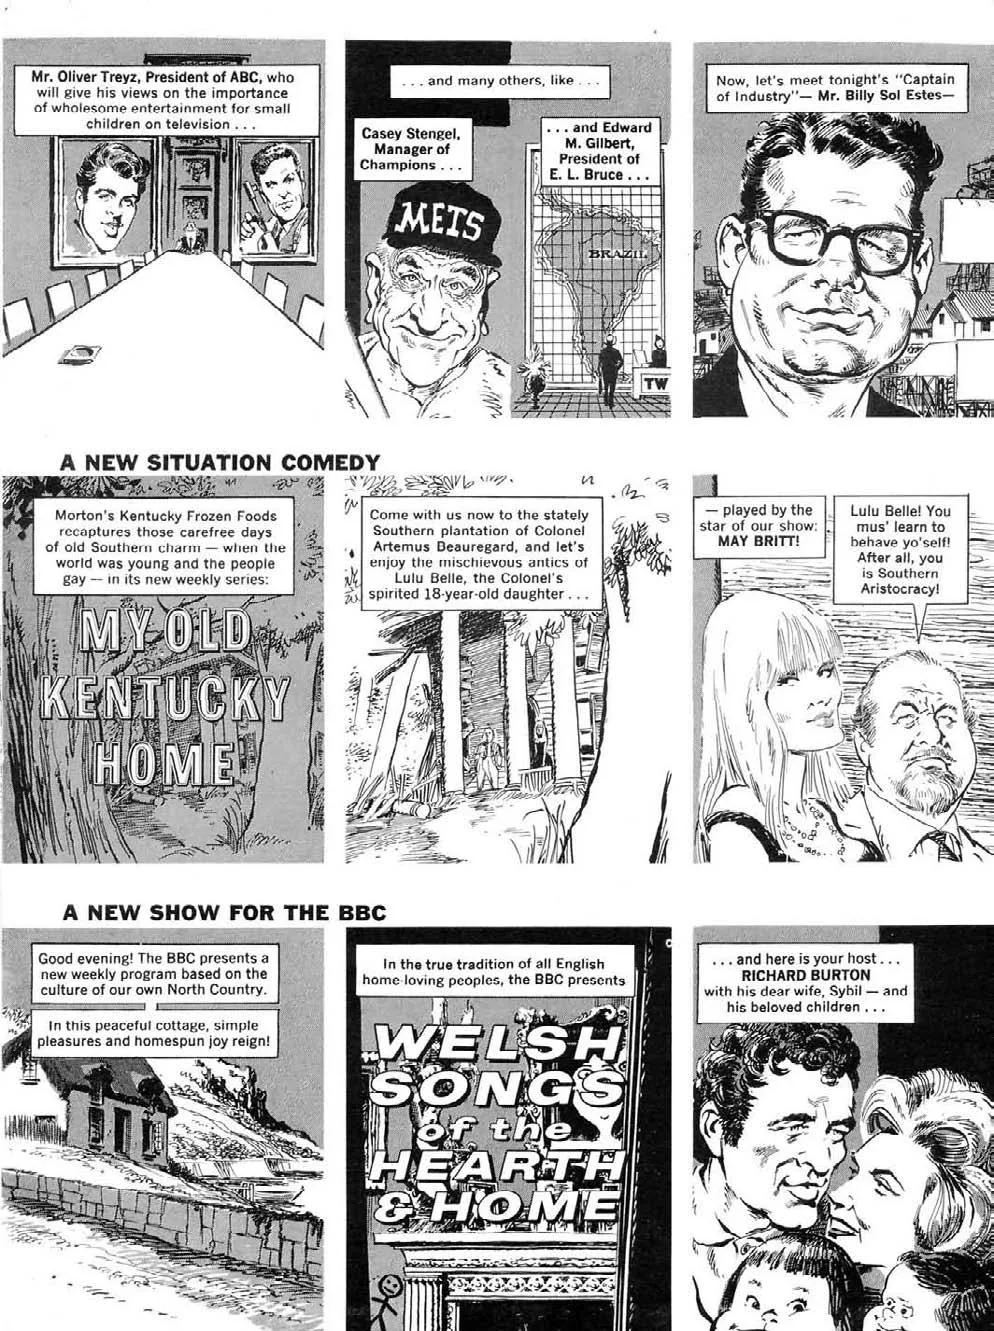 Mr. Oliver Treyz, President of ABC, who
will give his views on the importance
of wholesome entertainment for small
children on television . . .
. . . and many others, like . . .
Casey Stengel,
Manager of
Champions . . .
. . . and Edward
M. Gilbert,
President of
E. L. Bruce . . .
METS
BRAZIL
TW
Now, let's meet tonight's "Captain
of Industry"— Mr. Billy Sol Estes—
A NEW SITUATION COMEDY
Morton's Kentucky Frozen Foods
recaptures those carefree days
of old Southern charm — when the
world was young and the people
gay — in its new weekly series:
MY OLD
KENTUCKY
HOME
Come with us now to the stately
Southern plantation of Colonel
Artemus Beauregard, and let's
enjoy the mischievous antics of
Lulu Belle, the Colonel's
spirited 18-year-old daughter . . .
— played by the
star of our show:
MAY BRITT!
Lulu Belle! You
mus' learn to
behave yo'self!
After all, you
is Southern
Aristocracy!
A NEW SHOW FOR THE BBC
Good evening! The BBC presents a
new weekly program based on the
culture of our own North Country.
In this peaceful cottage, simple
pleasures and homespun joy reign!
In the true tradition of all English
home-loving peoples, the BBC presents
WELSH
SONGS
of the
HEARTH
& HOME
. . . and here is your host . . .
RICHARD BURTON
with his dear wife, Sybil — and
his beloved children . . .